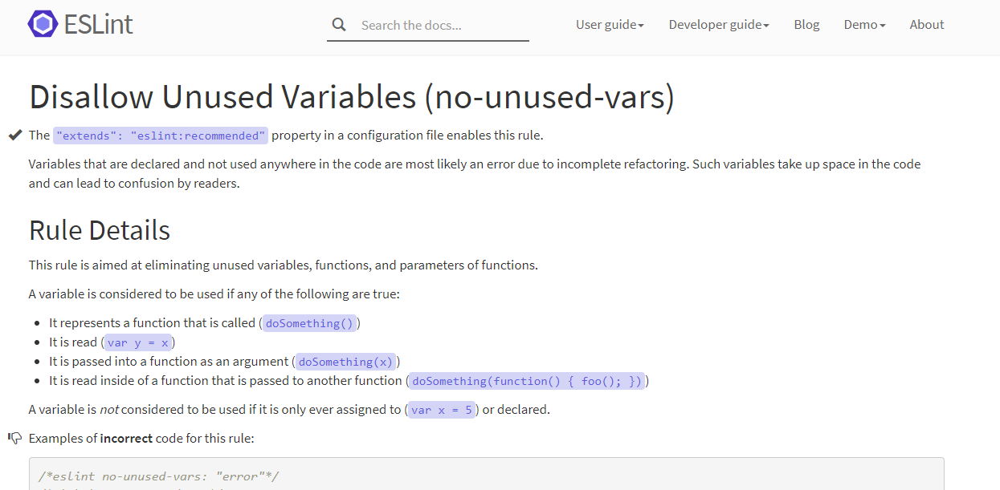 ESLint
Search the docs...
User guide
Developer guide
Blog
Demo
About
Disallow Unused Variables (no-unused-vars)
The "extends": "eslint:recommended" property in a configuration file enables this rule.
Variables that are declared and not used anywhere in the code are most likely an error due to incomplete refactoring. Such variables take up space in the code
and can lead to confusion by readers.
Rule Details
This rule is aimed at eliminating unused variables, functions, and parameters of functions.
A variable is considered to be used if any of the following are true:
It represents a function that is called (doSomething())
It is read (var y = x)
It is passed into a function as an argument (doSomething(x))
It is read inside of a function that is passed to another function (doSomething(function() { foo(); }))
A variable is not considered to be used if it is only ever assigned to (var x = 5) or declared.
Examples of incorrect code for this rule:
/*eslint no-unused-vars: "error"*/